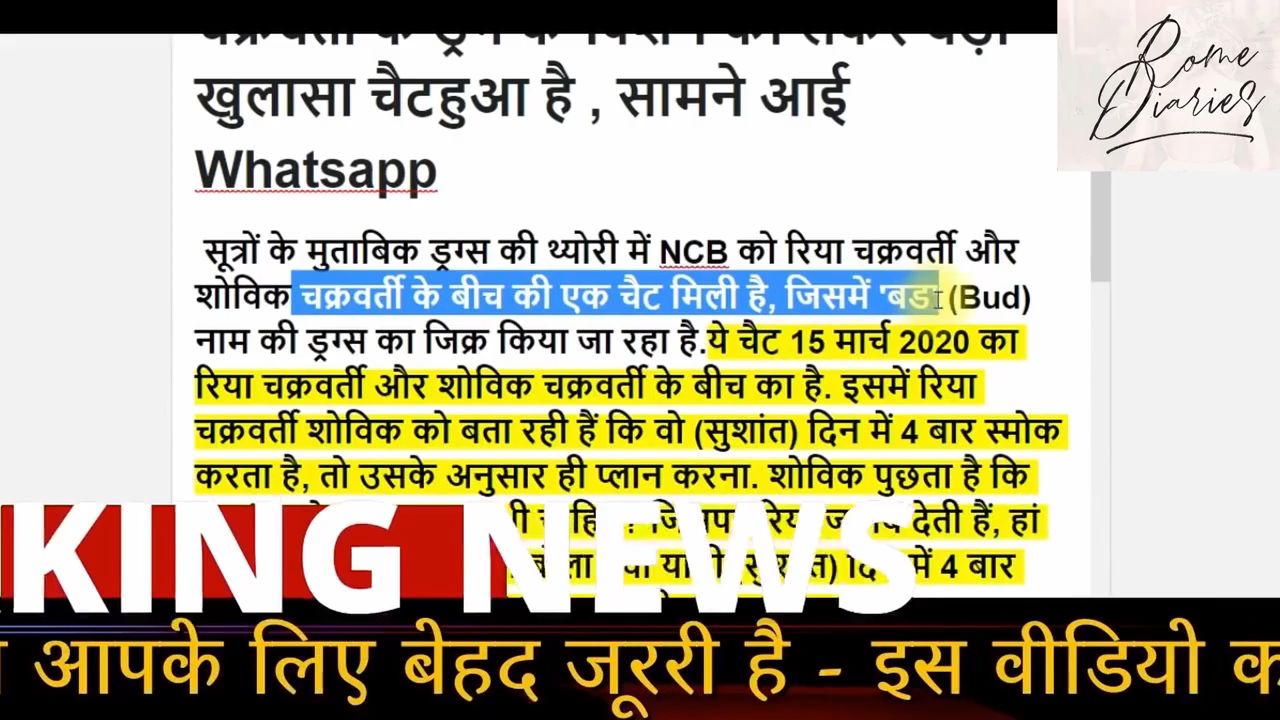 खुलासा चैटहुआ है , सामने आई
Whatsapp
सूत्रों के मुताबिक ड्रग्स की थ्योरी में NCB को रिया चक्रवर्ती और
शोविक चक्रवर्ती के बीच की एक चैट मिली है, जिसमें 'बड' (Bud)
नाम की ड्रग्स का जिक्र किया जा रहा है.ये चैट 15 मार्च 2020 का
रिया चक्रवर्ती और शोविक चक्रवर्ती के बीच का है. इसमें रिया
चक्रवर्ती शोविक को बता रही हैं कि वो (सुशांत) दिन में 4 बार स्मोक
करता है, तो उसके अनुसार ही प्लान करना. शोविक पुछता है कि
देती हैं, हां
में 4 बार
KING NEWS
आपके लिए बेहद जूररी है - इस वीडियो
Rome
Diaries